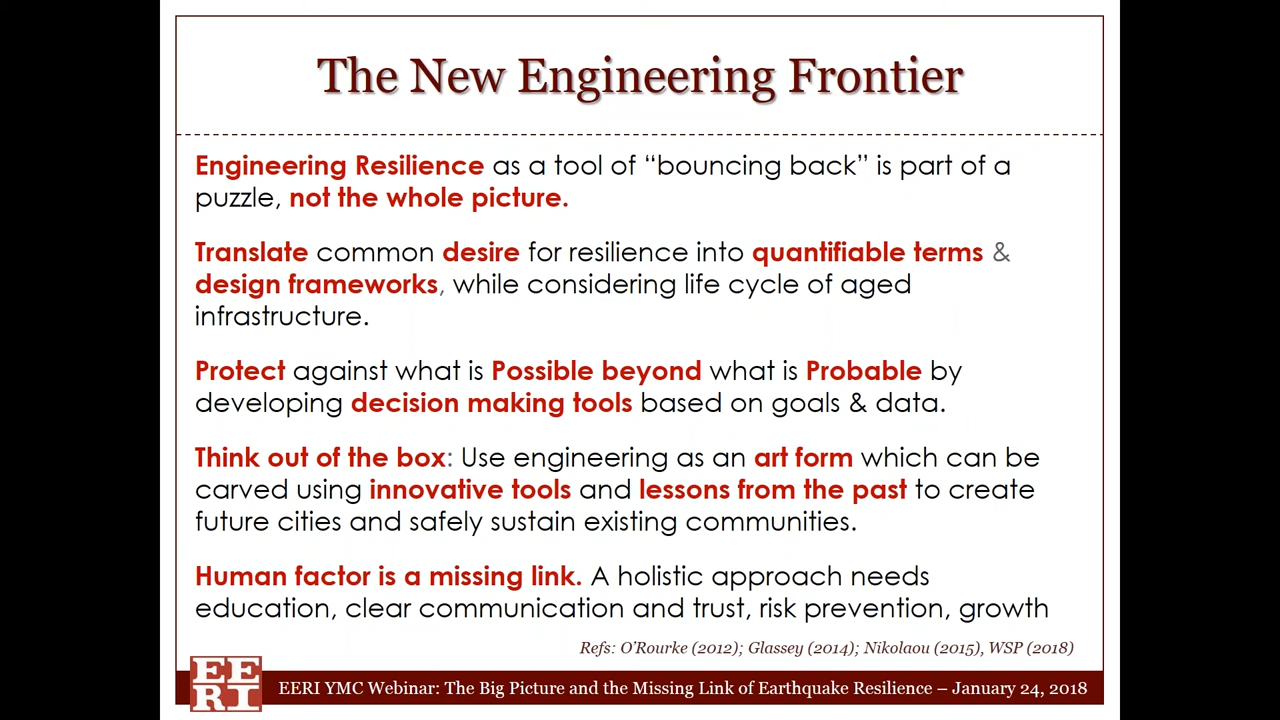 The New Engineering Frontier
Engineering Resilience as a tool of “bouncing back” is part of a
puzzle, not the whole picture.
Translate common desire for resilience into quantifiable terms &
design frameworks, while considering life cycle of aged
infrastructure.
Protect against what is Possible beyond what is Probable by
developing decision making tools based on goals & data.
Think out of the box: Use engineering as an art form which can be
carved using innovative tools and lessons from the past to create
future cities and safely sustain existing communities.
Human factor is a missing link. A holistic approach needs
education, clear communication and trust, risk prevention, growth
Refs: O’Rourke (2012); Glassey (2014); Nikolaou (2015), WSP (2018)
EE
RI
EERI YMC Webinar: The Big Picture and the Missing Link of Earthquake Resilience – January 24, 2018